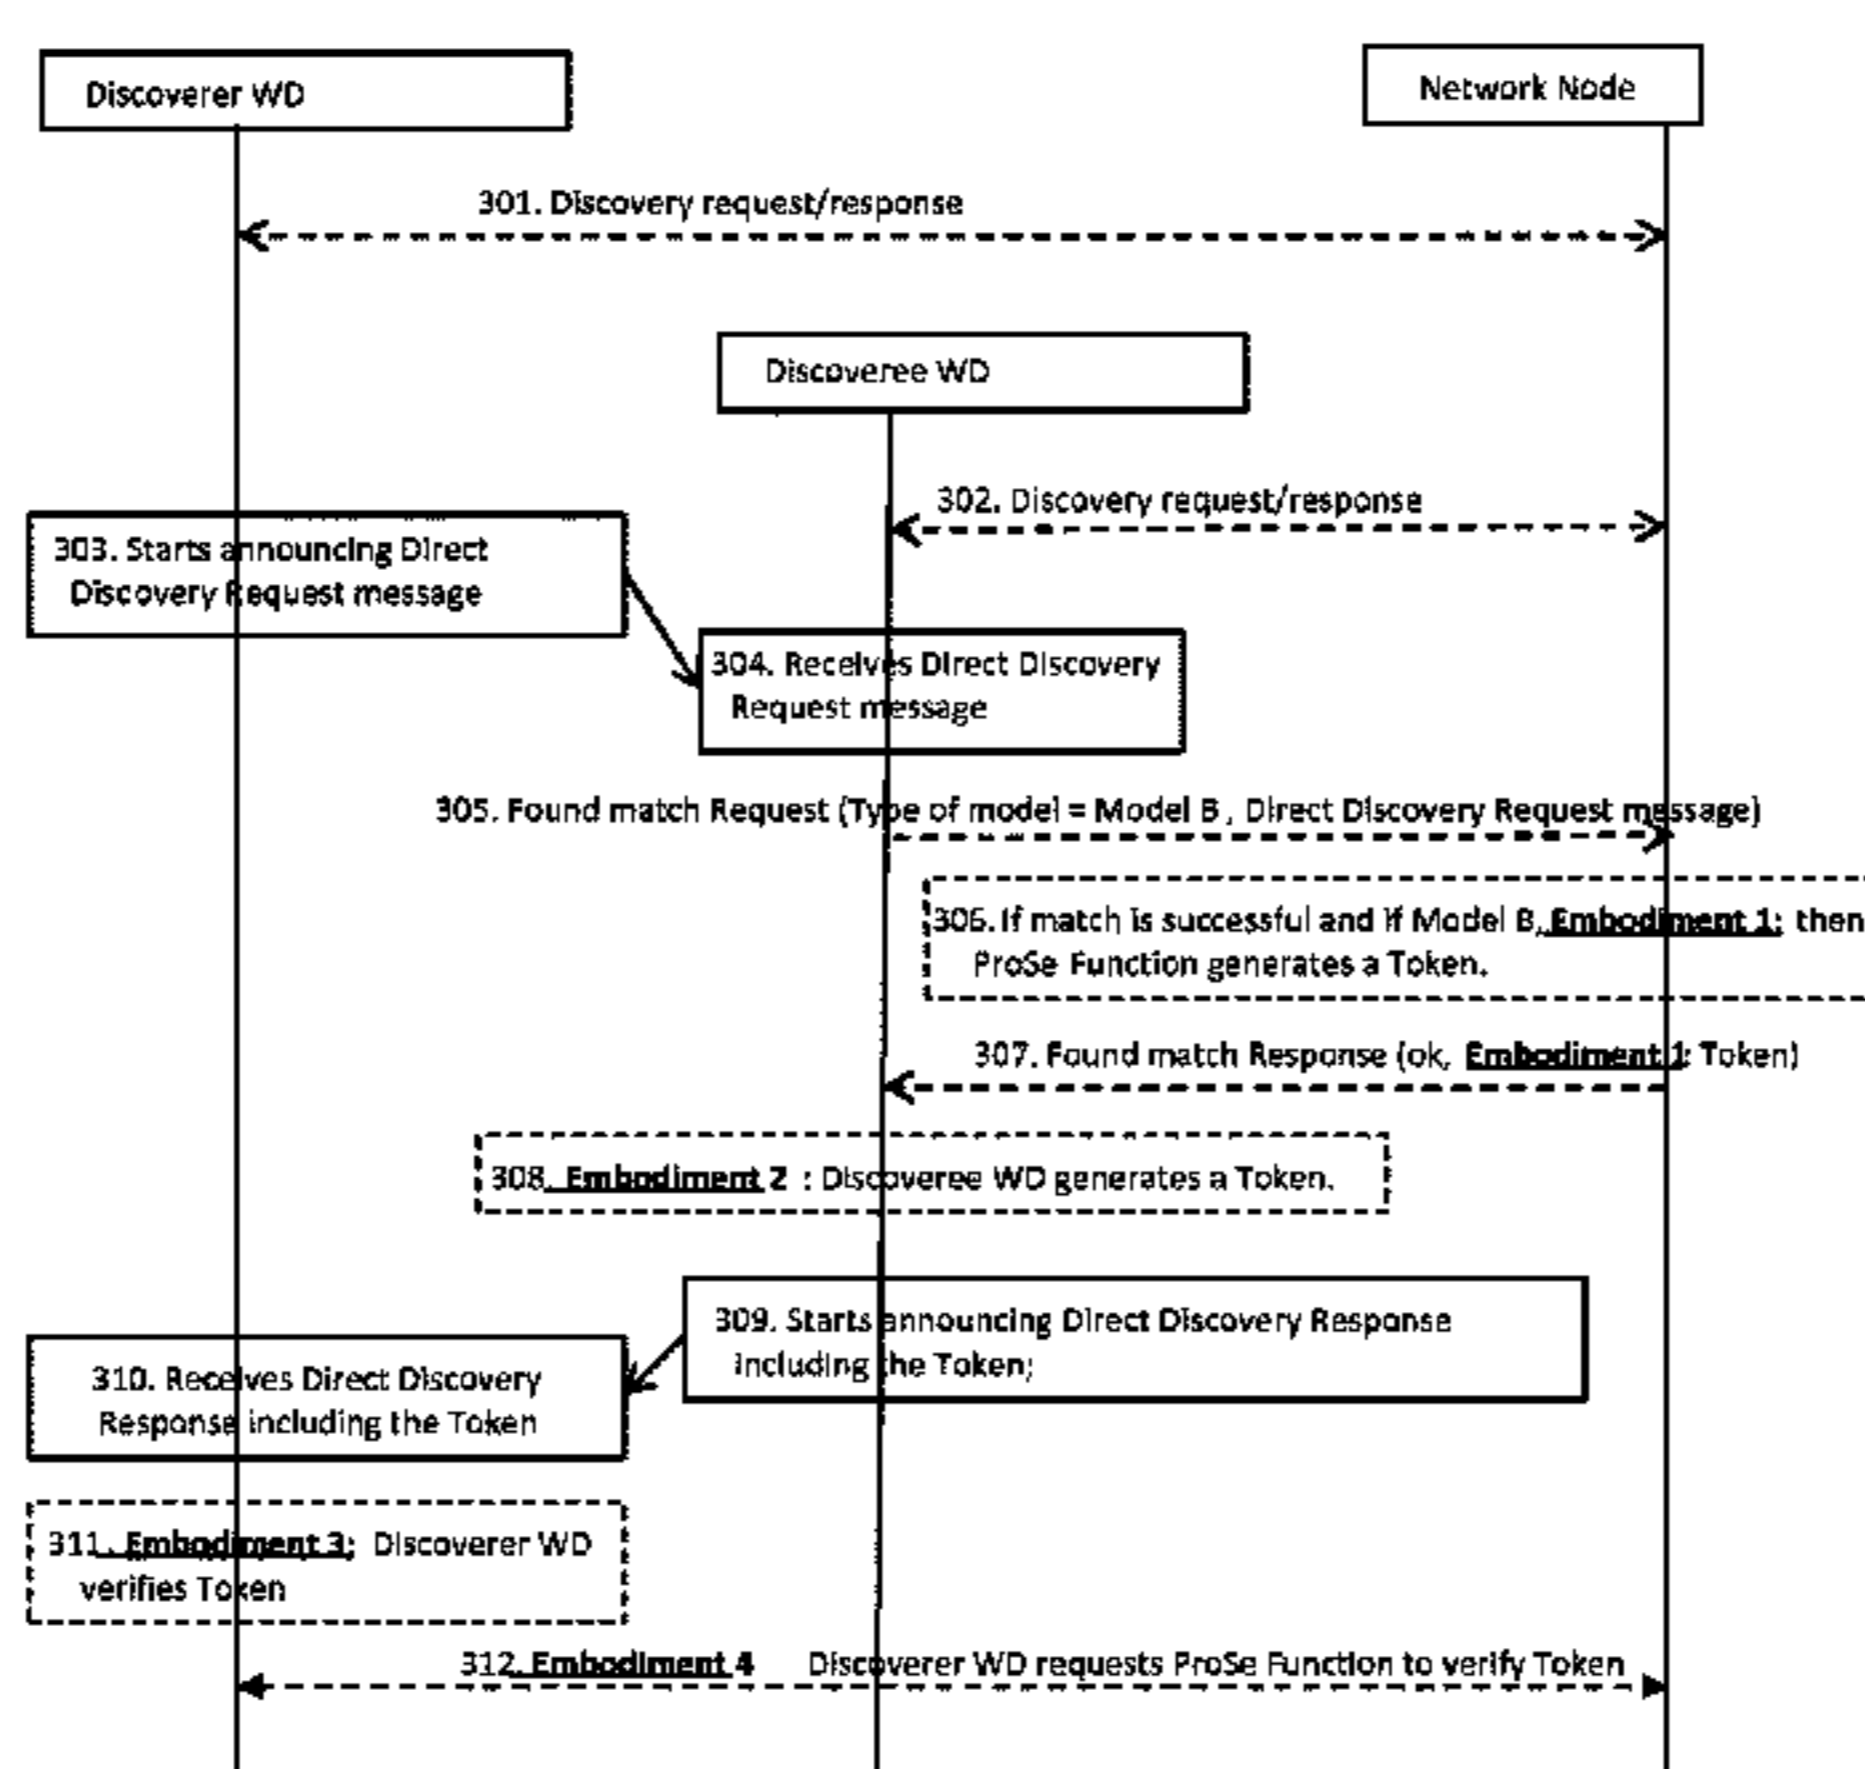 Discoverer WD
Network Node
301. Discovery request/response
Discoveree WD
302. Discovery request/response
303. Starts announcing Direct
Discovery Request message
304. Receives Direct Discovery
Request message
305. Found match Request (Type of model = Model B , Direct Discovery Request message)
306. If match is successful and if Model B, Embodiment 1: then
ProSe Function generates a Token.
307. Found match Response (ok, Embodiment 1: Token)
308. Embodiment 2 : Discoveree WD generates a Token.
309. Starts announcing Direct Discovery Response
including the Token;
310. Receives Direct Discovery
Response including the Token
311. Embodiment 3: Discoverer WD
verifies Token
312. Embodiment 4 Discoverer WD requests ProSe Function to verify Token